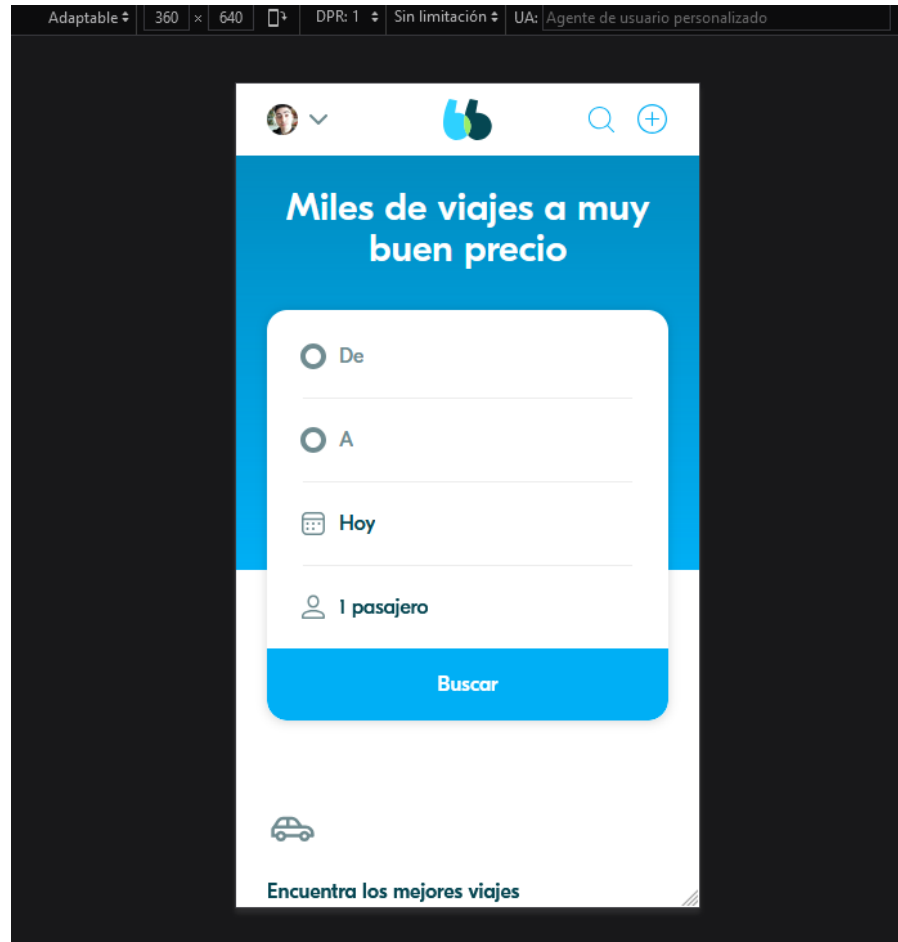 Adaptable 360 × 640 DPR: 1 Sin limitación UA: Agente de usuario personalizado
Miles de viajes a muy
buen precio
De
A
Hoy
1 pasajero
Buscar
Encuentra los mejores viajes